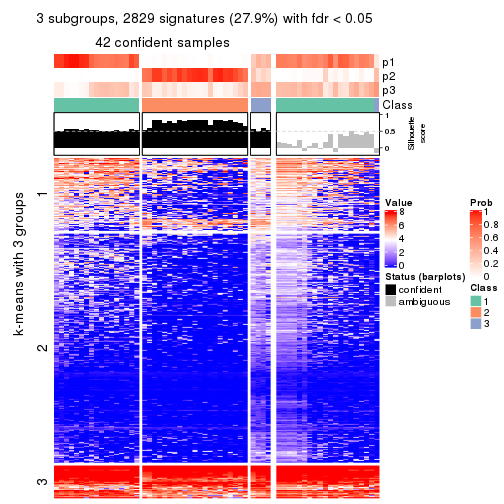 3 subgroups, 2829 signatures (27.9%) with fdr < 0.05
42 confident samples
p1
p2
p3
Class
1
0.5
0
Silhouette
score
k-means with 3 groups
1
2
3
Value
8
6
4
2
0
Status (barplots)
confident
ambiguous
Prob
1
0.8
0.6
0.4
0.2
0
Class
1
2
3